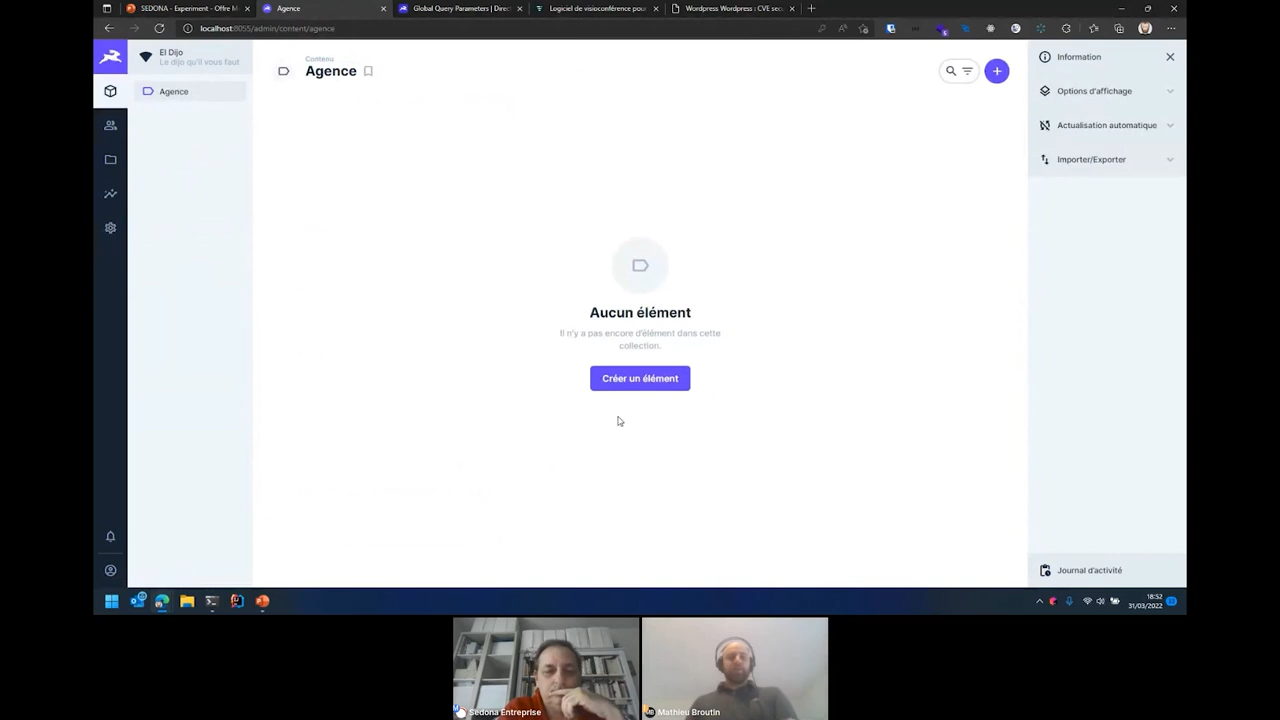 SEDONA - Experiment - Offre M
Agence
Global Query Parameters | Direct
Logiciel de visioconférence pour
Wordpress Wordpress : CVE secu
localhost:8055/admin/content/agence
El Dijo
Le dijo qu'il vous faut
Agence
Contenu
Agence
Information
Options d'affichage
Actualisation automatique
Importer/Exporter
Aucun élément
Il n'y a pas encore d'élément dans cette
collection.
Créer un élément
Journal d'activité
18:52
31/03/2022
Sedona Entreprise
Mathieu Broutin